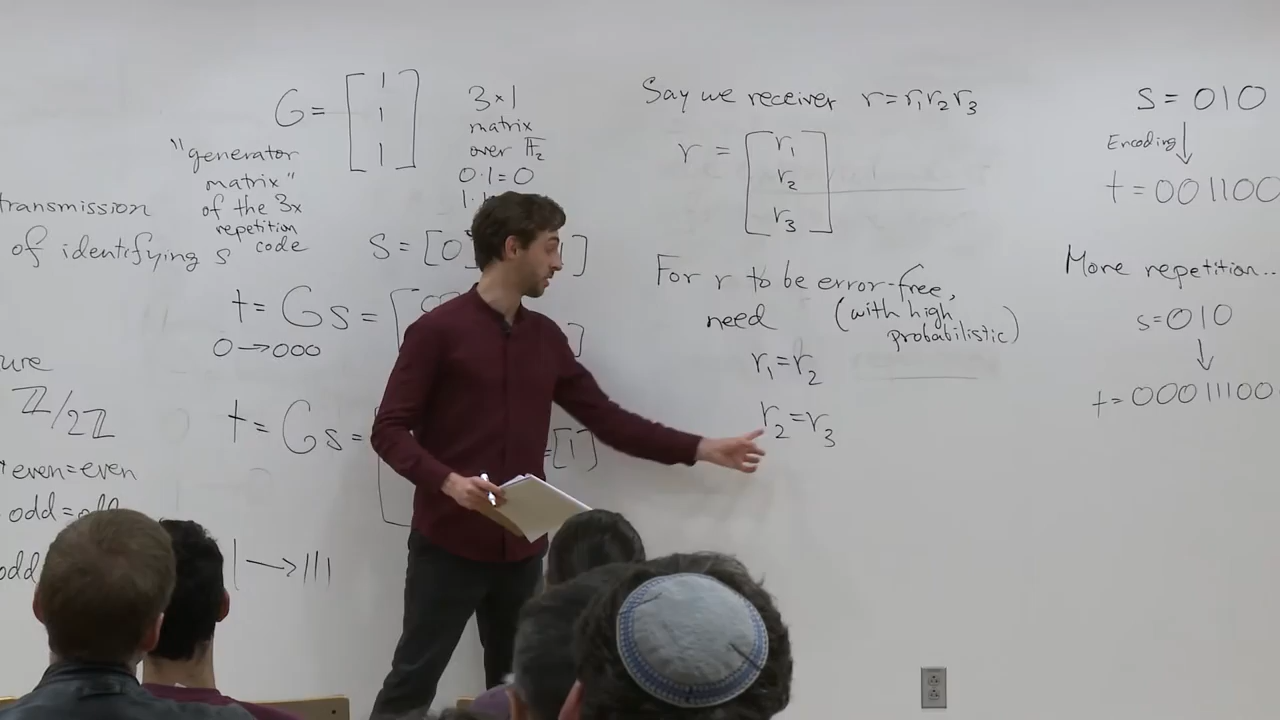 transmission
of identifying s
ure
ℤ/2ℤ
+even=even
odd=
odd
G = [1 1 1]
"generator
matrix"
of the 3x
repetition
code
3×1
matrix
over 𝔽₂
0·1=0
S = [0]
t = Gs =
0→000
t = Gs =
=[1]
1→111
Say we receiver r=r₁r₂r₃
r = [r₁ r₂ r₃]
For r to be error-free,
need (with high
probabilistic)
r₁=r₂
r₂=r₃
S = 010
Encoding
t = 001100
More repetition...
s=010
t=00011100